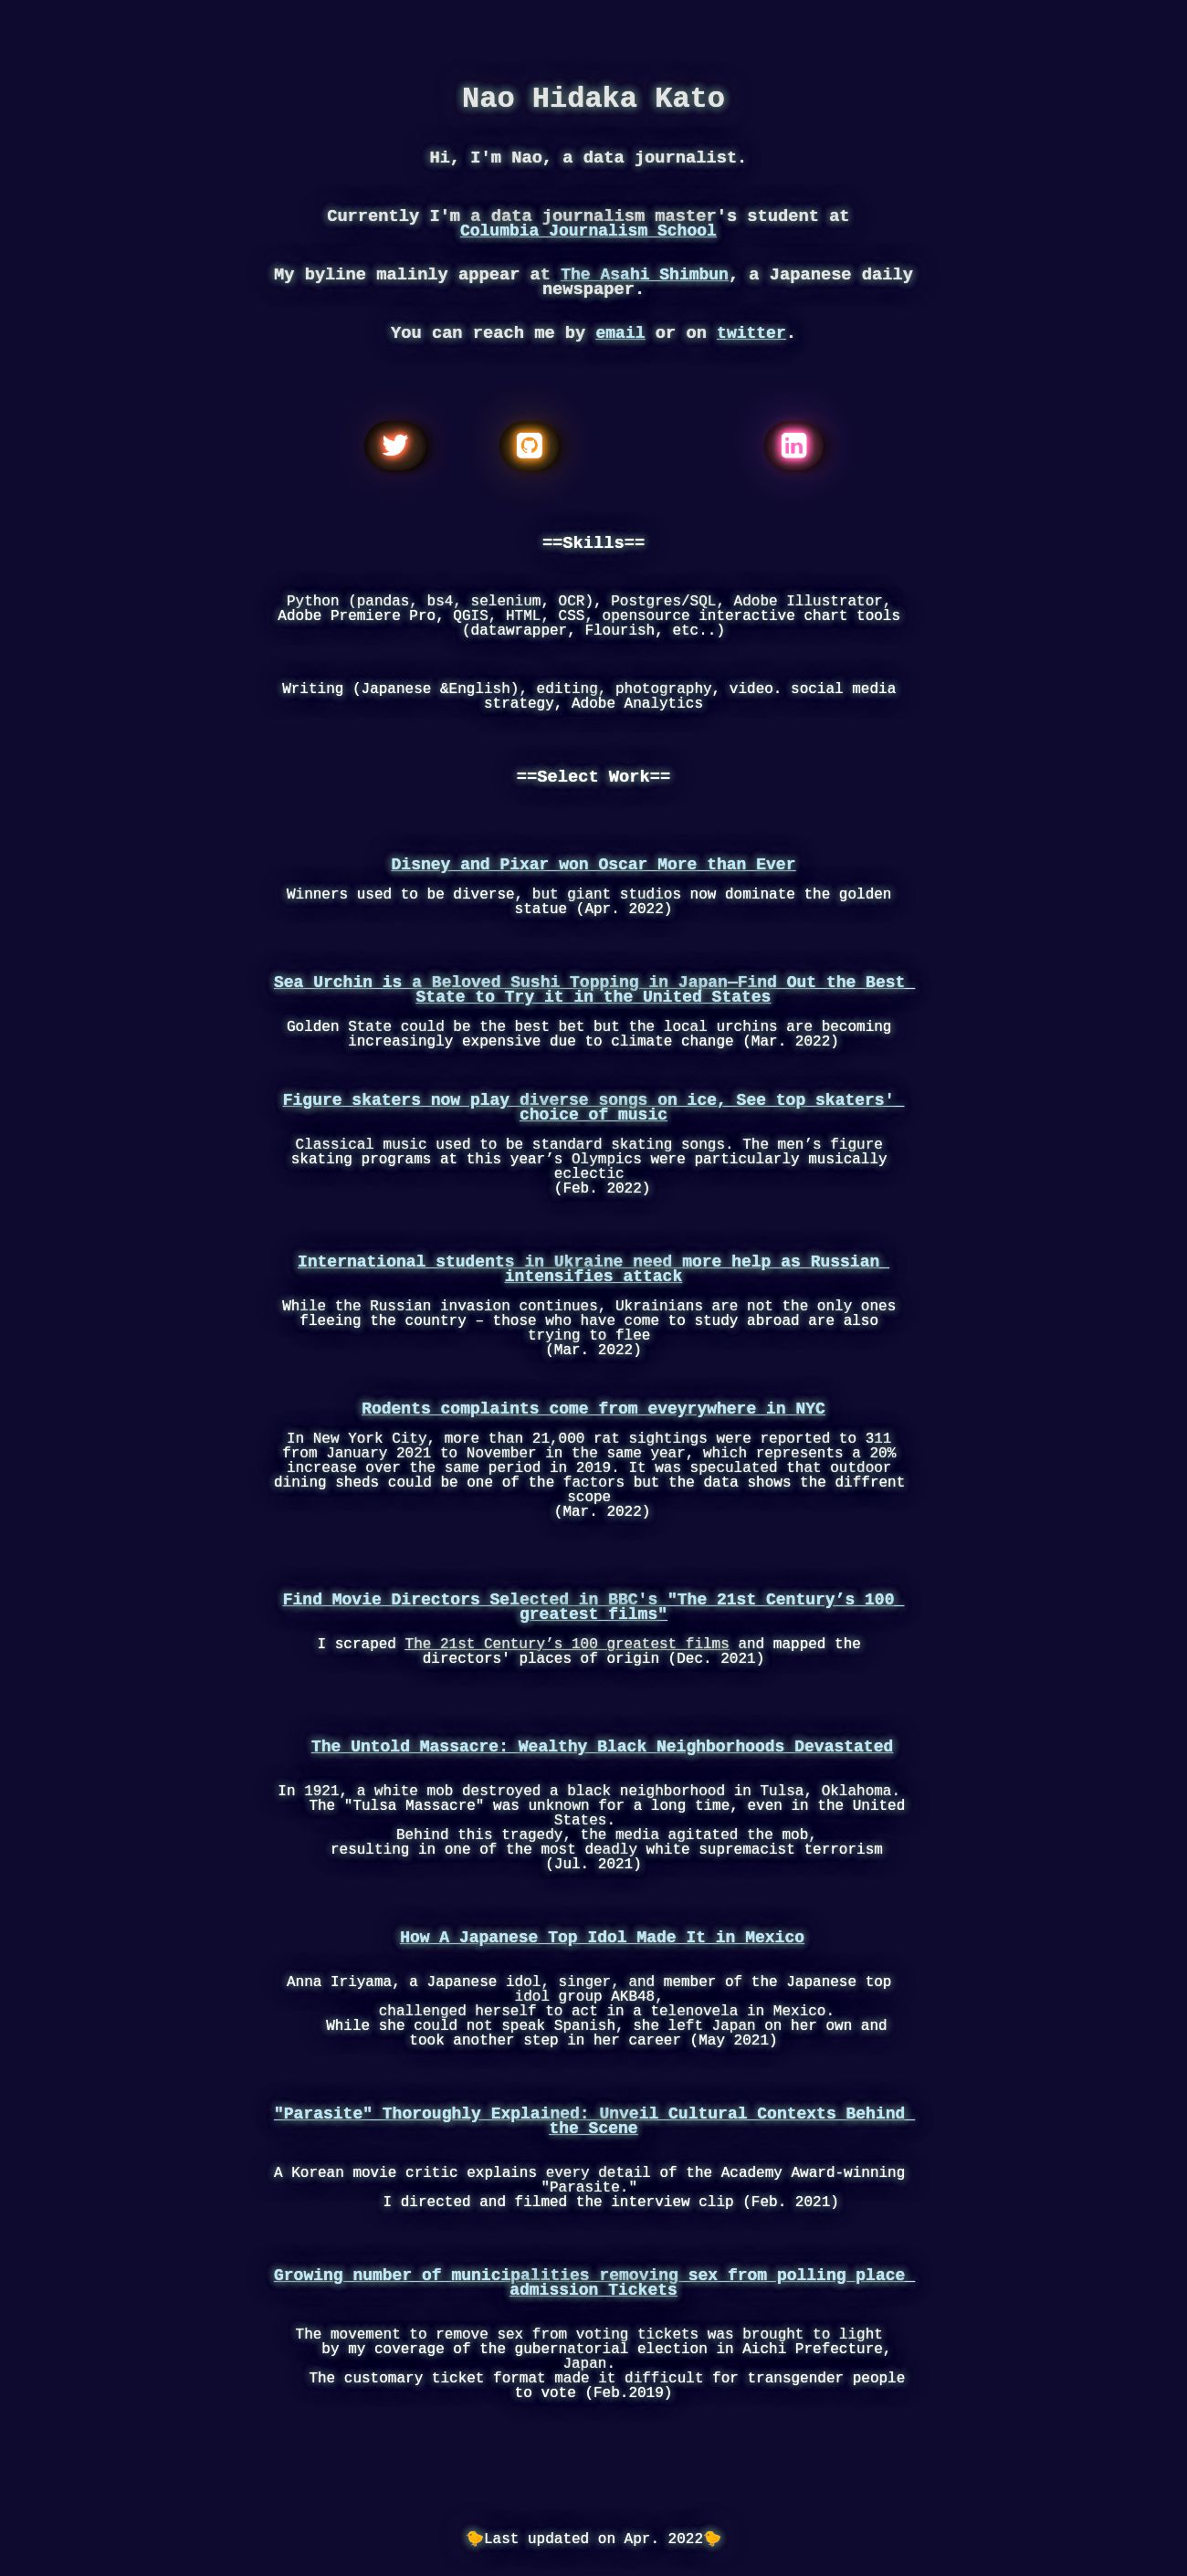 Nao Hidaka Kato
Hi, I'm Nao, a data journalist.
Currently I'm a data journalism master's student at
Columbia Journalism School
My byline malinly appear at The Asahi Shimbun, a Japanese daily
newspaper.
You can reach me by email or on twitter.
in
==Skills==
Python (pandas, bs4, selenium, OCR), Postgres/SQL, Adobe Illustrator,
Adobe Premiere Pro, QGIS, HTML, CSS, opensource interactive chart tools
(datawrapper, Flourish, etc..)
Writing (Japanese &English), editing, photography, video. social media
strategy, Adobe Analytics
==Select Work==
Disney and Pixar won Oscar More than Ever
Winners used to be diverse, but giant studios now dominate the golden
statue (Apr. 2022)
Sea Urchin is a Beloved Sushi Topping in Japan—Find Out the Best
State to Try it in the United States
Golden State could be the best bet but the local urchins are becoming
increasingly expensive due to climate change (Mar. 2022)
Figure skaters now play diverse songs on ice, See top skaters'
choice of music
Classical music used to be standard skating songs. The men’s figure
skating programs at this year’s Olympics were particularly musically
eclectic
(Feb. 2022)
International students in Ukraine need more help as Russian
intensifies attack
While the Russian invasion continues, Ukrainians are not the only ones
fleeing the country – those who have come to study abroad are also
trying to flee
(Mar. 2022)
Rodents complaints come from eveyrywhere in NYC
In New York City, more than 21,000 rat sightings were reported to 311
from January 2021 to November in the same year, which represents a 20%
increase over the same period in 2019. It was speculated that outdoor
dining sheds could be one of the factors but the data shows the diffrent
scope
(Mar. 2022)
Find Movie Directors Selected in BBC's "The 21st Century’s 100
greatest films"
I scraped The 21st Century’s 100 greatest films and mapped the
directors' places of origin (Dec. 2021)
The Untold Massacre: Wealthy Black Neighborhoods Devastated
In 1921, a white mob destroyed a black neighborhood in Tulsa, Oklahoma.
The "Tulsa Massacre" was unknown for a long time, even in the United
States.
Behind this tragedy, the media agitated the mob,
resulting in one of the most deadly white supremacist terrorism
(Jul. 2021)
How A Japanese Top Idol Made It in Mexico
Anna Iriyama, a Japanese idol, singer, and member of the Japanese top
idol group AKB48,
challenged herself to act in a telenovela in Mexico.
While she could not speak Spanish, she left Japan on her own and
took another step in her career (May 2021)
"Parasite" Thoroughly Explained: Unveil Cultural Contexts Behind
the Scene
A Korean movie critic explains every detail of the Academy Award-winning
"Parasite."
I directed and filmed the interview clip (Feb. 2021)
Growing number of municipalities removing sex from polling place
admission Tickets
The movement to remove sex from voting tickets was brought to light
by my coverage of the gubernatorial election in Aichi Prefecture,
Japan.
The customary ticket format made it difficult for transgender people
to vote (Feb.2019)
🐤Last updated on Apr. 2022🐤